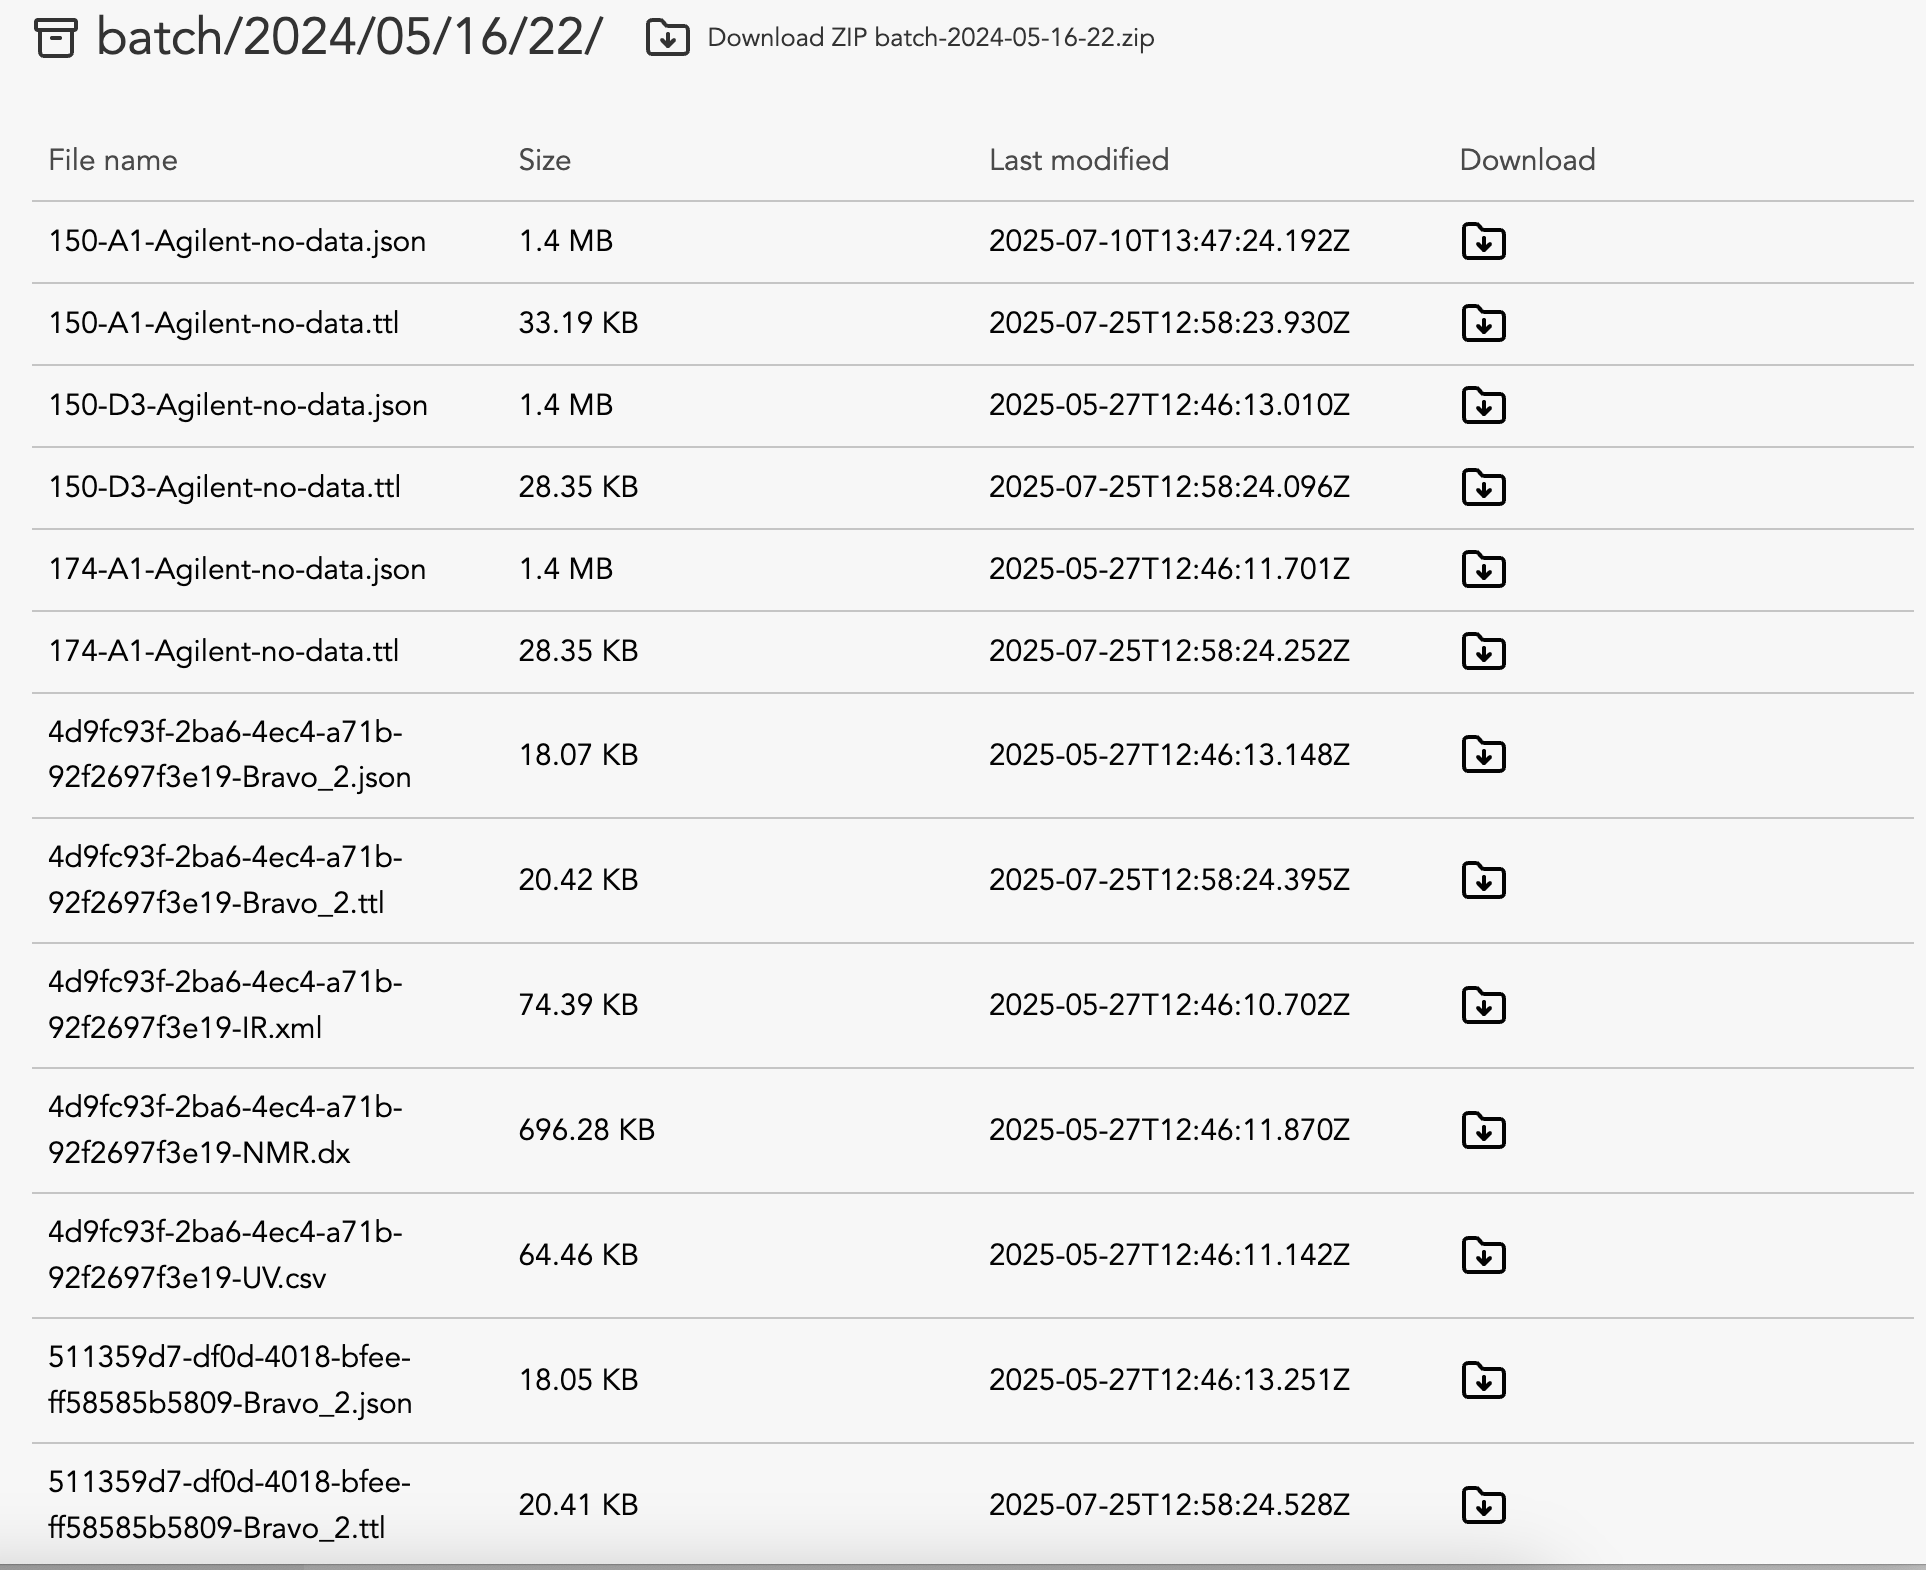 batch/2024/05/16/22/ Download ZIP batch-2024-05-16-22.zip
File name Size Last modified Download
150-A1-Agilent-no-data.json 1.4 MB 2025-07-10T13:47:24.192Z
150-A1-Agilent-no-data.ttl 33.19 KB 2025-07-25T12:58:23.930Z
150-D3-Agilent-no-data.json 1.4 MB 2025-05-27T12:46:13.010Z
150-D3-Agilent-no-data.ttl 28.35 KB 2025-07-25T12:58:24.096Z
174-A1-Agilent-no-data.json 1.4 MB 2025-05-27T12:46:11.701Z
174-A1-Agilent-no-data.ttl 28.35 KB 2025-07-25T12:58:24.252Z
4d9fc93f-2ba6-4ec4-a71b-
92f2697f3e19-Bravo_2.json 18.07 KB 2025-05-27T12:46:13.148Z
4d9fc93f-2ba6-4ec4-a71b-
92f2697f3e19-Bravo_2.ttl 20.42 KB 2025-07-25T12:58:24.395Z
4d9fc93f-2ba6-4ec4-a71b-
92f2697f3e19-IR.xml 74.39 KB 2025-05-27T12:46:10.702Z
4d9fc93f-2ba6-4ec4-a71b-
92f2697f3e19-NMR.dx 696.28 KB 2025-05-27T12:46:11.870Z
4d9fc93f-2ba6-4ec4-a71b-
92f2697f3e19-UV.csv 64.46 KB 2025-05-27T12:46:11.142Z
511359d7-df0d-4018-bfee-
ff58585b5809-Bravo_2.json 18.05 KB 2025-05-27T12:46:13.251Z
511359d7-df0d-4018-bfee-
ff58585b5809-Bravo_2.ttl 20.41 KB 2025-07-25T12:58:24.528Z